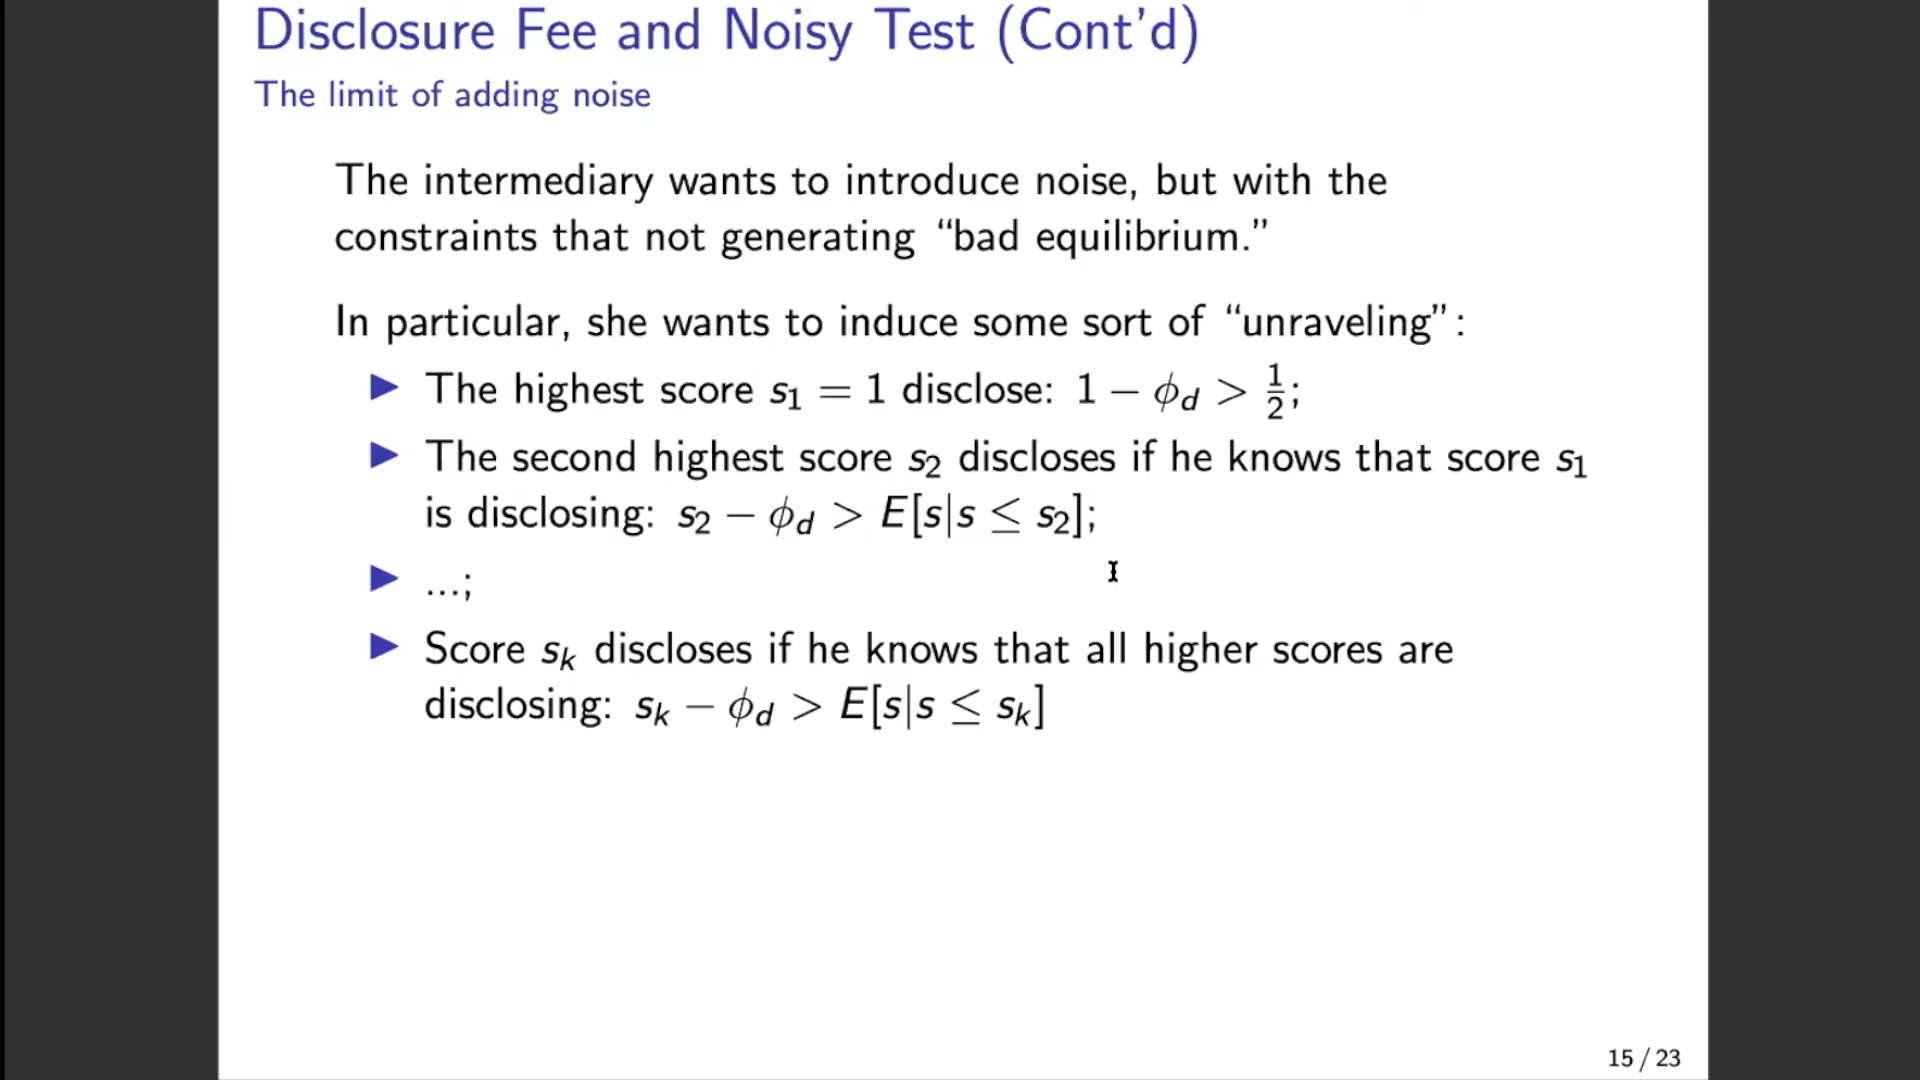 Disclosure Fee and Noisy Test (Cont’d)
The limit of adding noise
The intermediary wants to introduce noise, but with the
constraints that not generating “bad equilibrium.”
In particular, she wants to induce some sort of “unraveling”:
▶ The highest score s₁ = 1 disclose: 1 − ϕ_d > 1/2;
▶ The second highest score s₂ discloses if he knows that score s₁
is disclosing: s₂ − ϕ_d > E[s|s ≤ s₂];
▶ ...;
▶ Score s_k discloses if he knows that all higher scores are
disclosing: s_k − ϕ_d > E[s|s ≤ s_k]
15 / 23